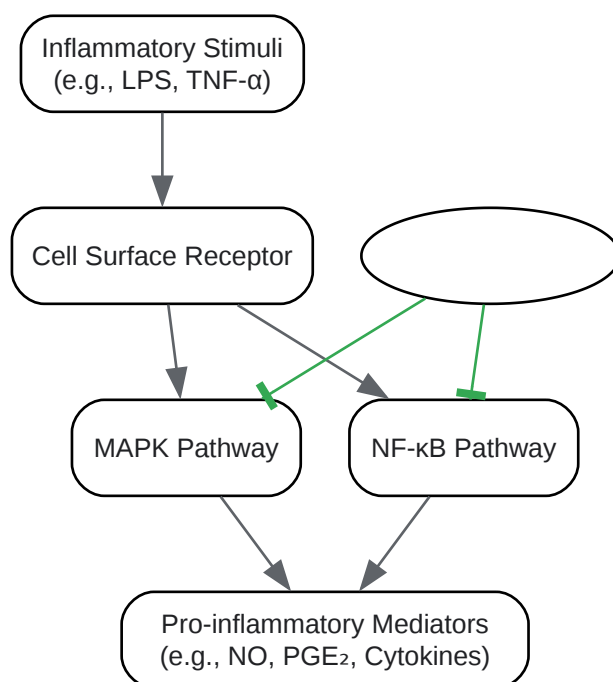 Inflammatory Stimuli
(e.g., LPS, TNF-α)
Cell Surface Receptor
MAPK Pathway
NF-κB Pathway
Pro-inflammatory Mediators
(e.g., NO, PGE₂, Cytokines)